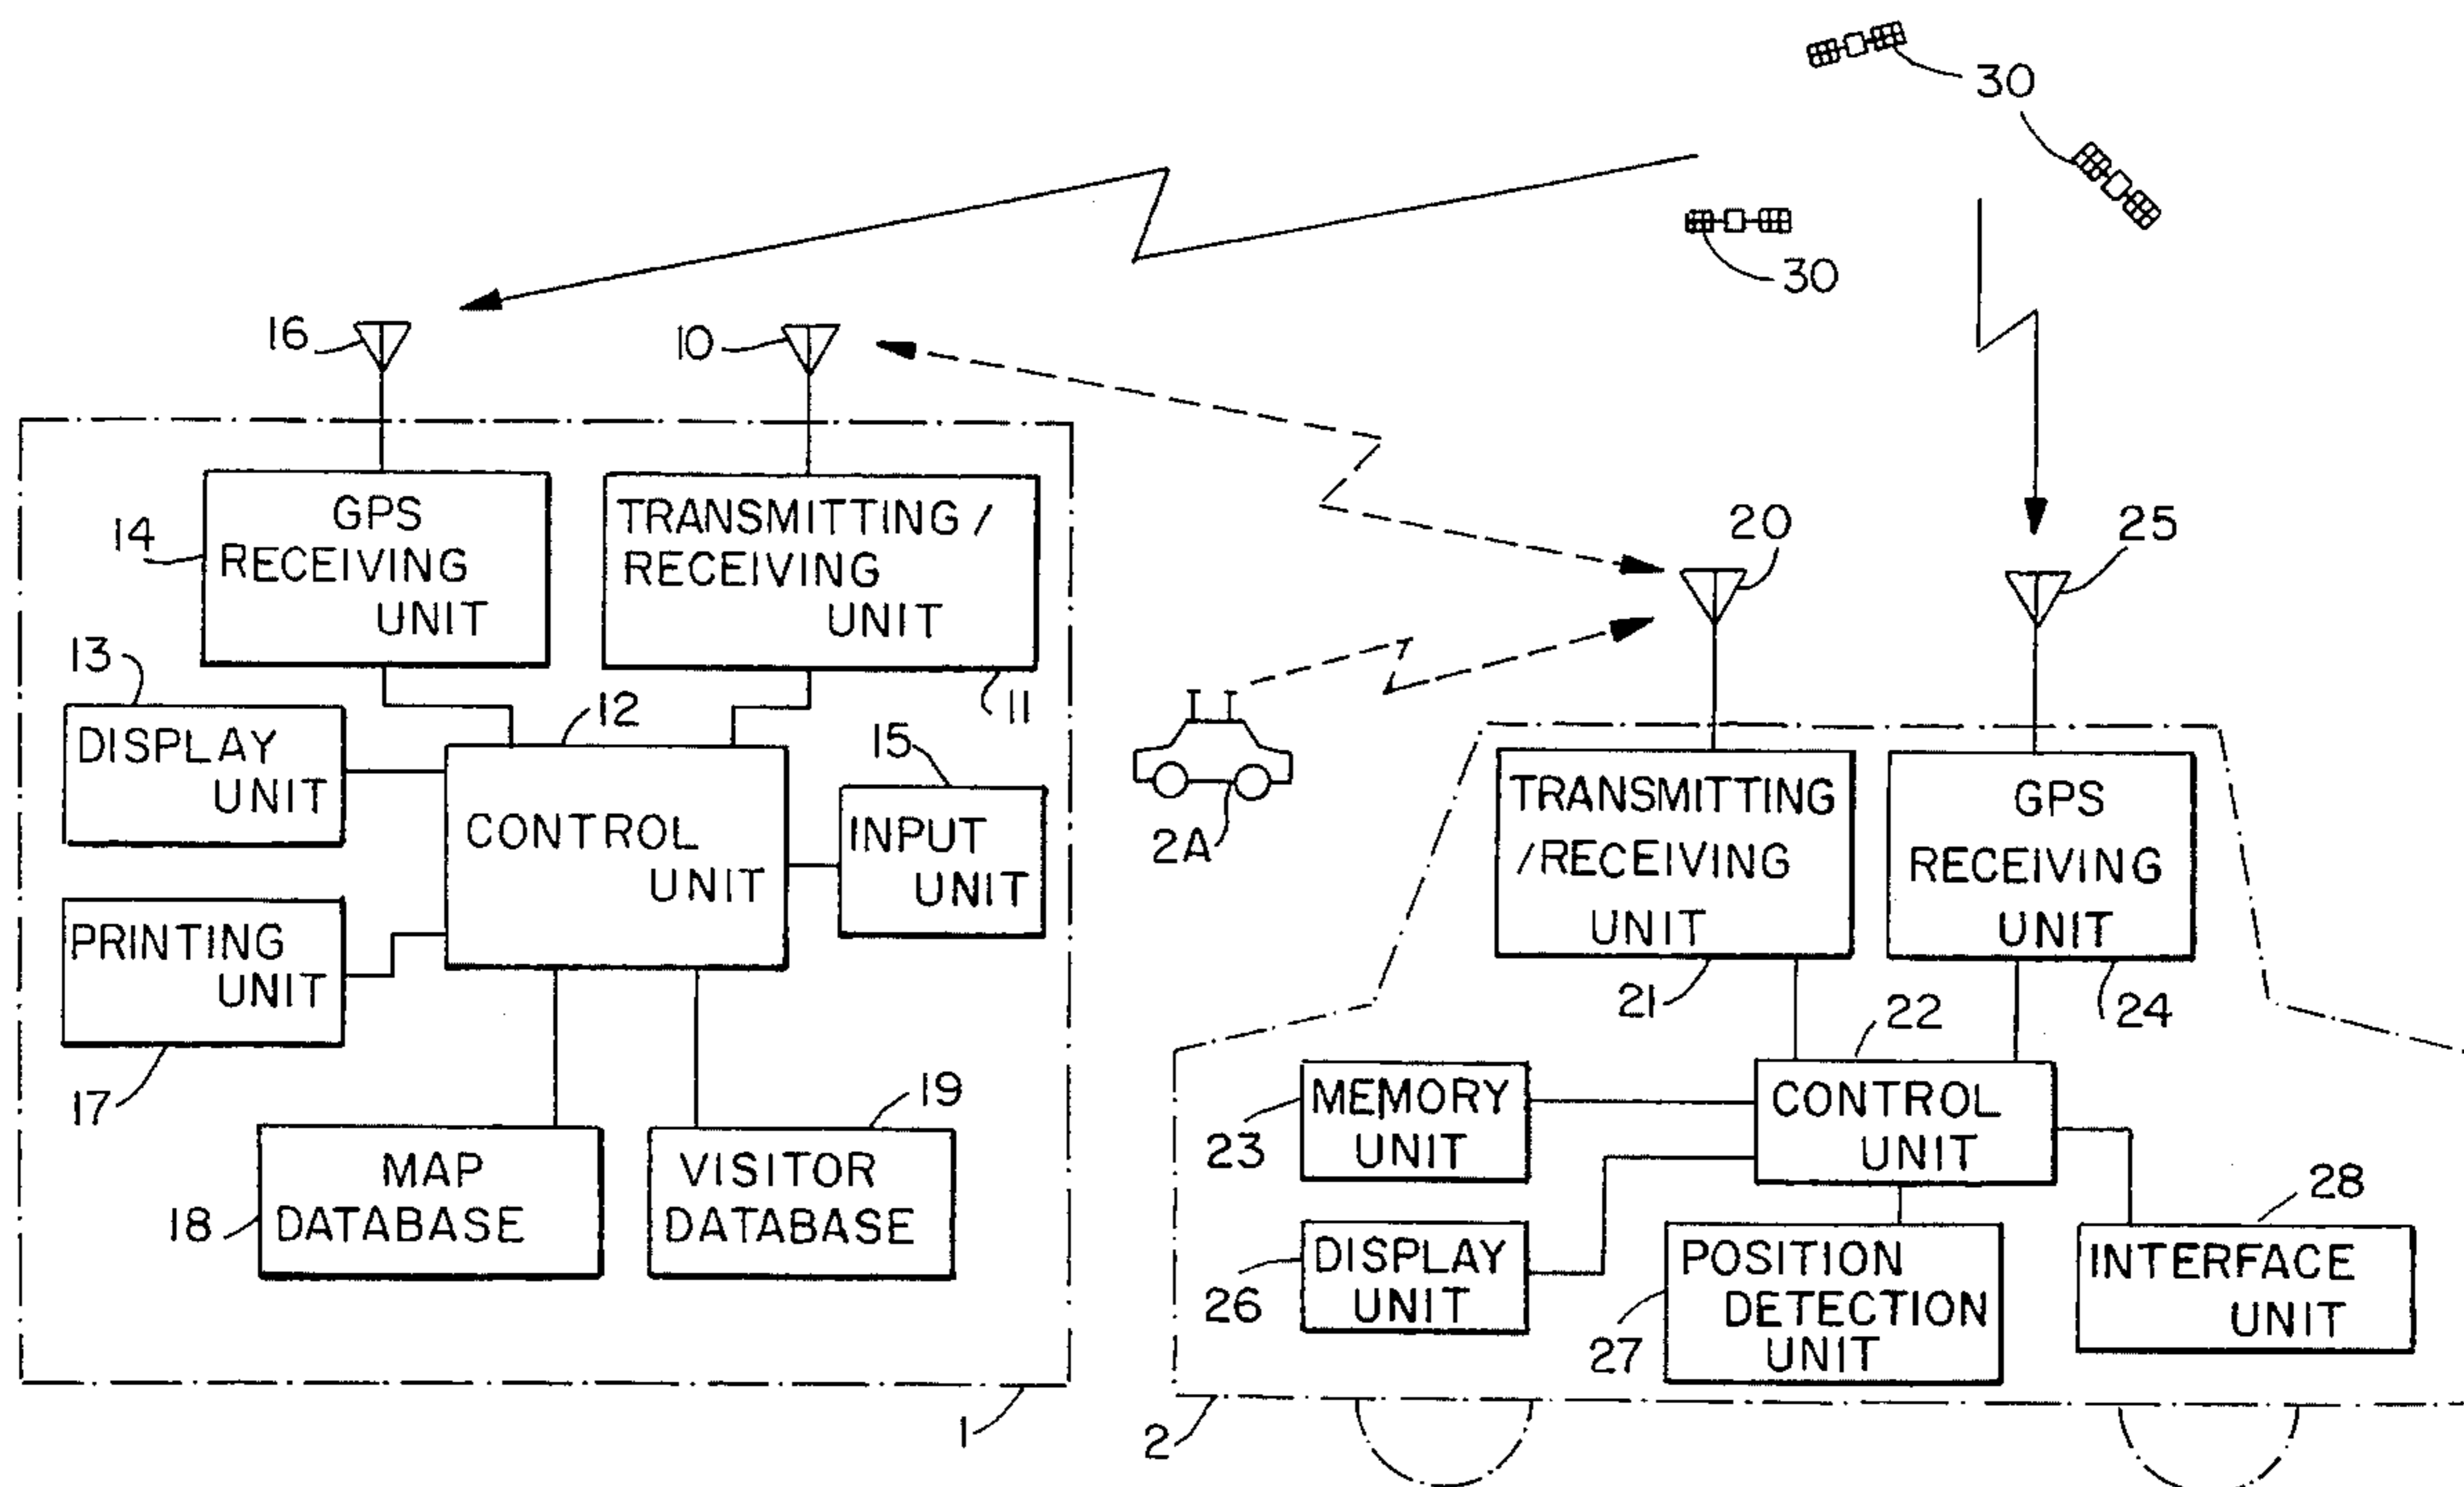 30
30
16
10
GPS
RECEIVING
UNIT
14
TRANSMITTING /
RECEIVING
UNIT
11
20
25
13
DISPLAY
UNIT
12
CONTROL
UNIT
15
INPUT
UNIT
2A
TRANSMITTING
/RECEIVING
UNIT
21
GPS
RECEIVING
UNIT
24
PRINTING
UNIT
17
22
CONTROL
UNIT
MEMORY
UNIT
23
19
MAP
DATABASE
18
VISITOR
DATABASE
28
DISPLAY
UNIT
26
POSITION
DETECTION
UNIT
27
INTERFACE
UNIT
1
2